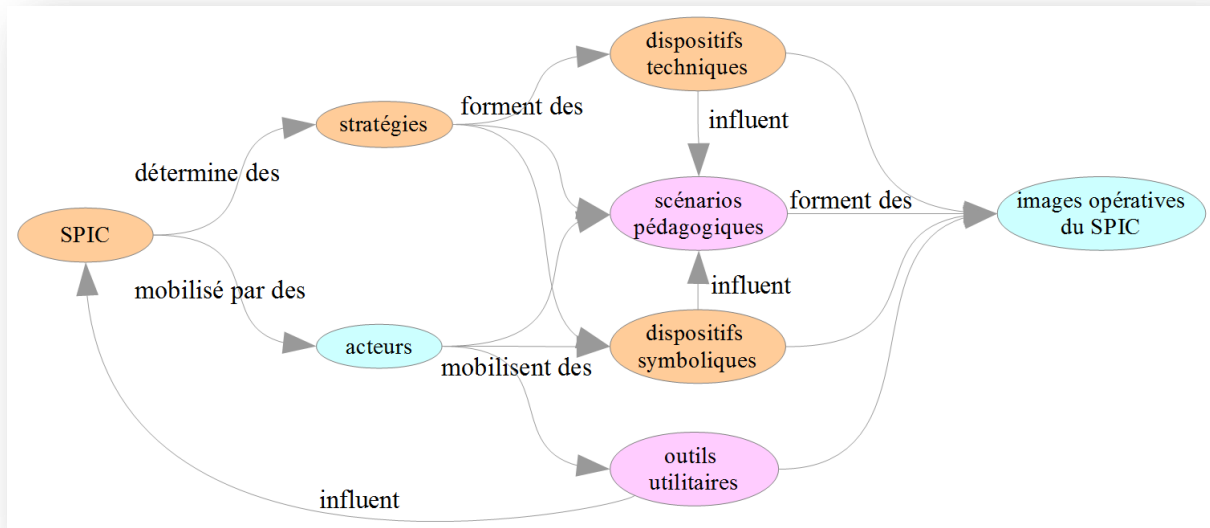 dispositifs
techniques
forment des
stratégies
influent
détermine des
scénarios
pédagogiques
forment des
images opératives
du SPIC
SPIC
mobilisé par des
influent
acteurs
dispositifs
symboliques
mobilisent des
outils
utilitaires
influent